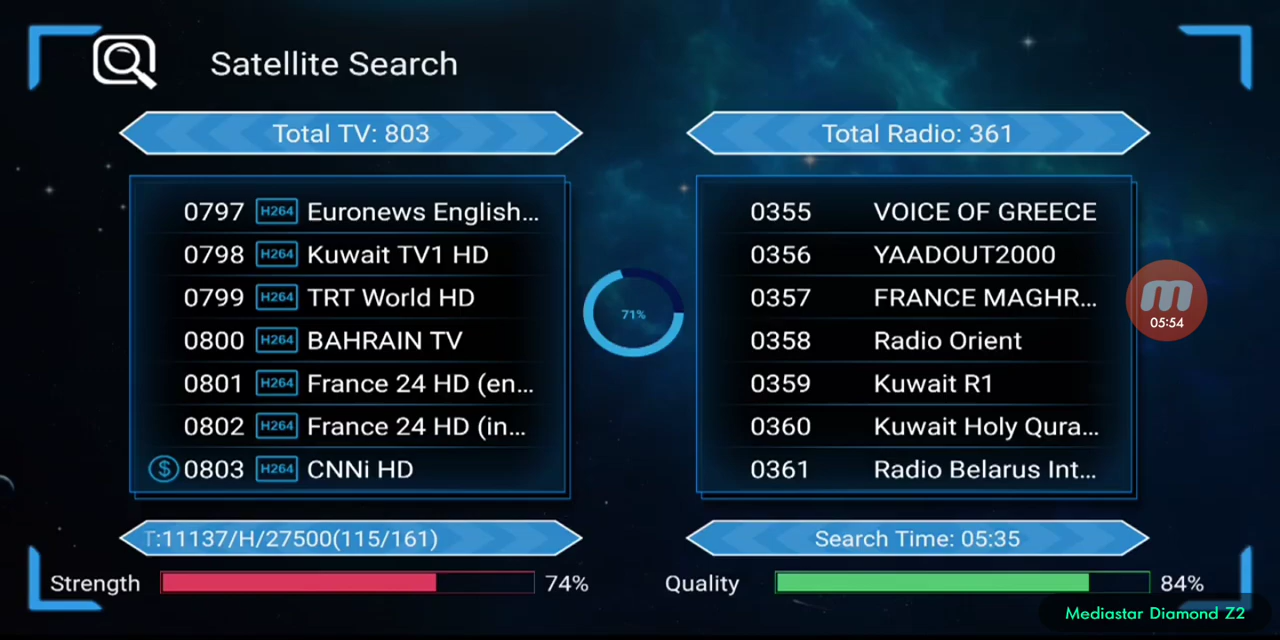 Satellite Search
Total TV: 803
0797 H264 Euronews English...
0798 H264 Kuwait TV1 HD
0799 H264 TRT World HD
0800 H264 BAHRAIN TV
0801 H264 France 24 HD (en...
0802 H264 France 24 HD (in...
$ 0803 H264 CNNi HD
T:11137/H/27500(115/161)
Strength 74%
71%
Total Radio: 361
0355 VOICE OF GREECE
0356 YAADOUT2000
0357 FRANCE MAGHR...
0358 Radio Orient
0359 Kuwait R1
0360 Kuwait Holy Qura...
0361 Radio Belarus Int...
Search Time: 05:35
Quality 84%
m
05:54
Mediastar Diamond Z2